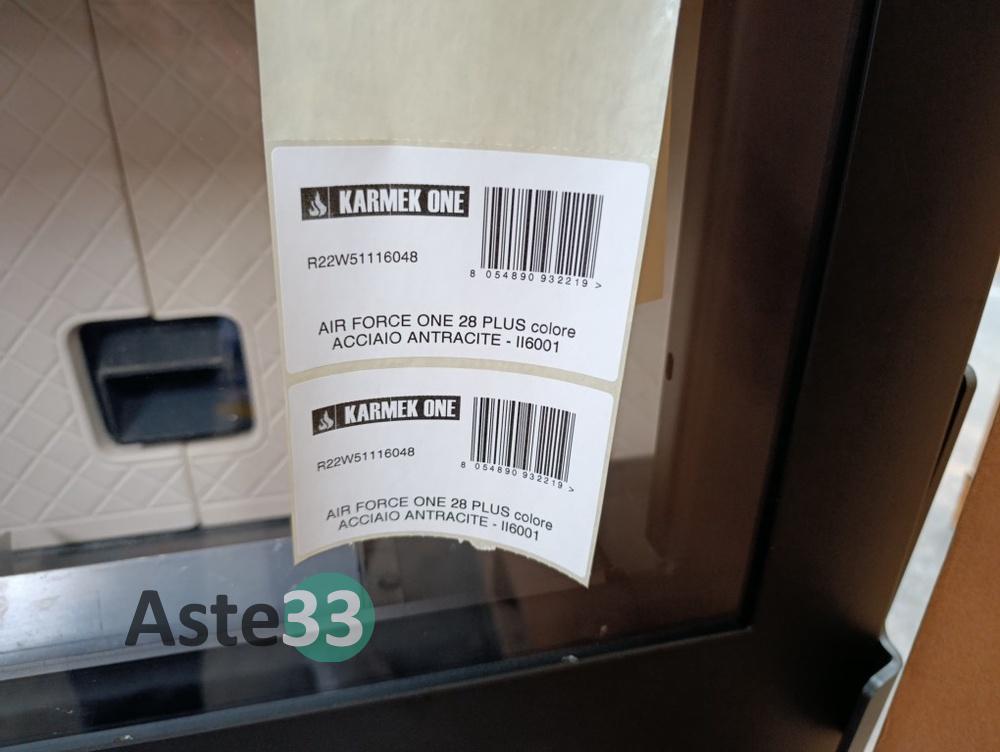 KARMEK ONE
R22W51116048
8 054890 932219 >
AIR FORCE ONE 28 PLUS colore
ACCIAIO ANTRACITE - II6001
KARMEK ONE
R22W51116048
8 054890 932219 >
AIR FORCE ONE 28 PLUS colore
ACCIAIO ANTRACITE - II6001
Aste33